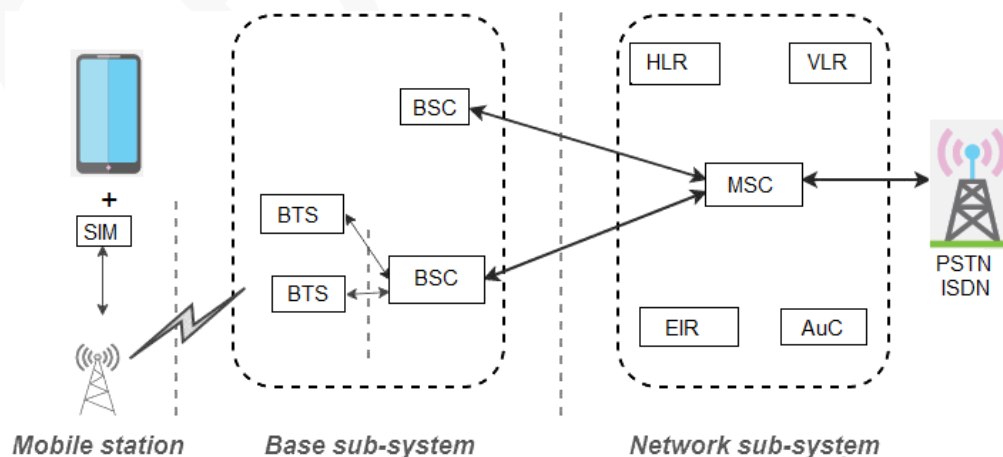 HLR
VLR
BSC
MSC
+
SIM
BTS
BSC
BTS
PSTN
ISDN
EIR
AuC
Mobile station
Base sub-system
Network sub-system